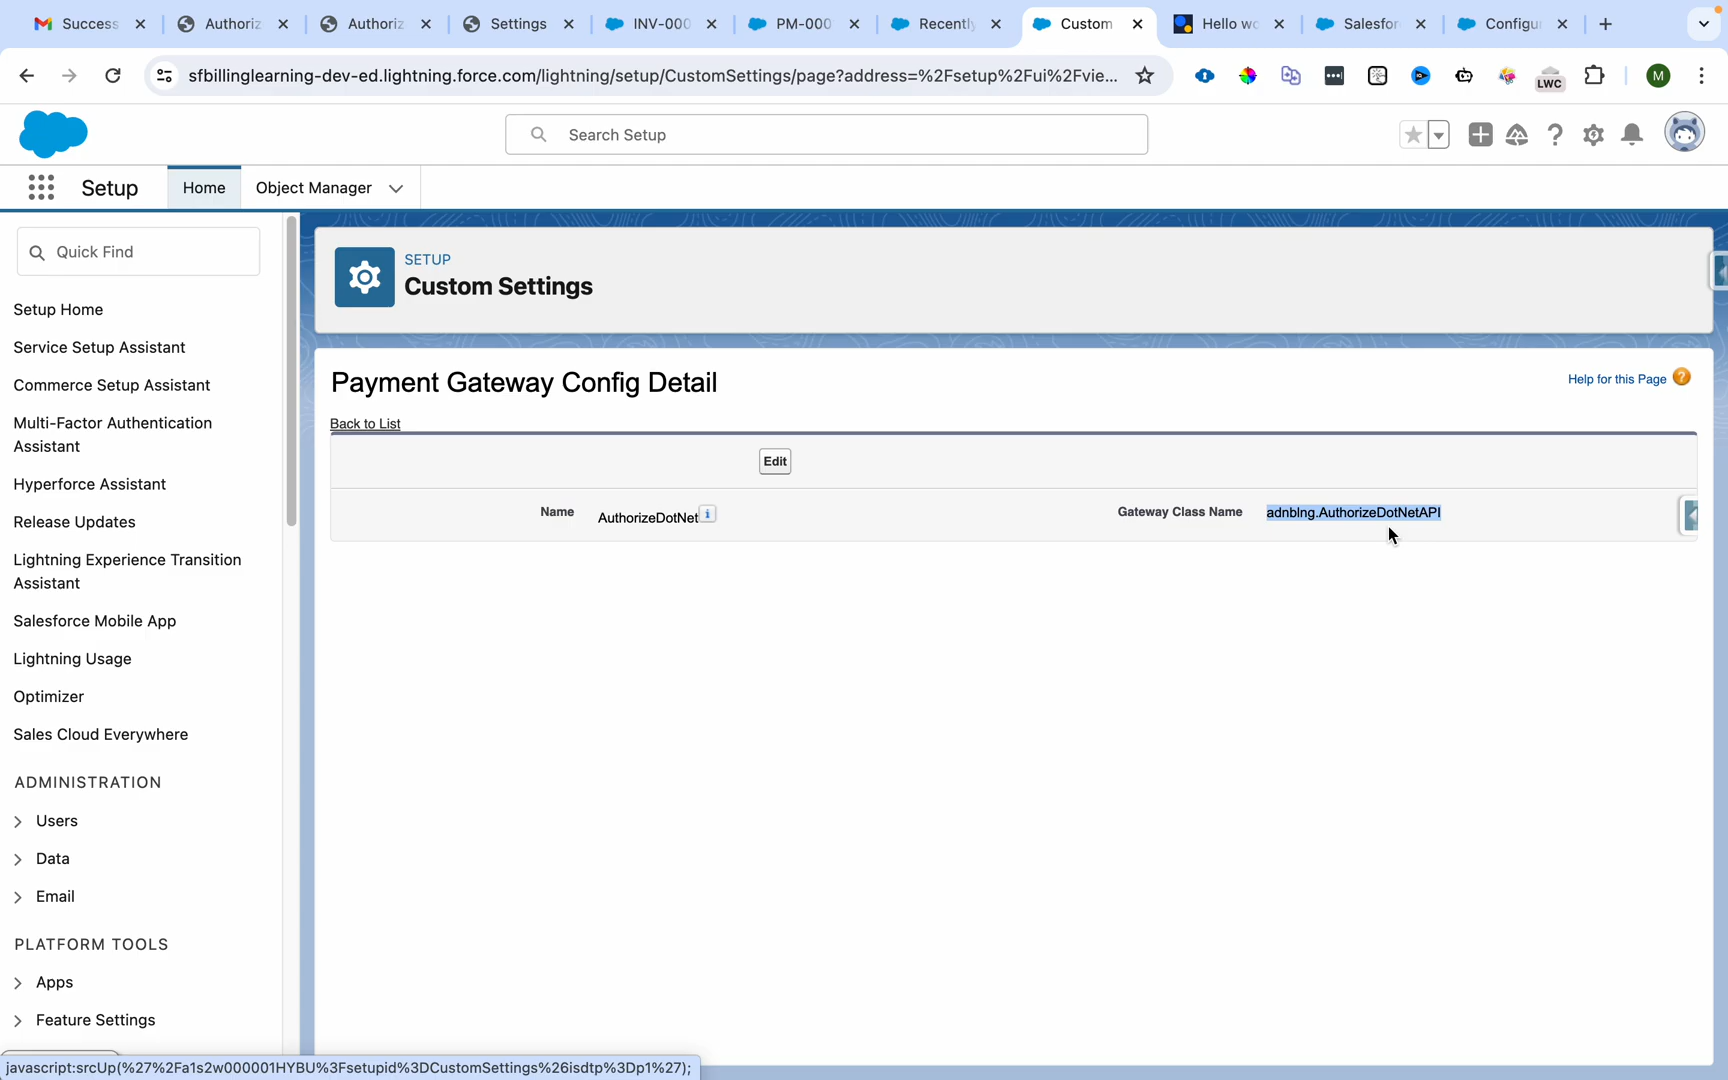 Success
Authoriz
Authoriz
Settings
INV-000
PM-000
Recently
Custom
Hello wo
Salesfor
Configu
sfbillinglearning-dev-ed.lightning.force.com/lightning/setup/CustomSettings/page?address=%2Fsetup%2Fui%2Fvie...
LWC
M
Search Setup
Setup
Home
Object Manager
Quick Find
Setup Home
Service Setup Assistant
Commerce Setup Assistant
Multi-Factor Authentication
Assistant
Hyperforce Assistant
Release Updates
Lightning Experience Transition
Assistant
Salesforce Mobile App
Lightning Usage
Optimizer
Sales Cloud Everywhere
ADMINISTRATION
Users
Data
Email
PLATFORM TOOLS
Apps
Feature Settings
SETUP
Custom Settings
Payment Gateway Config Detail
Help for this Page
Back to List
Edit
Name
AuthorizeDotNet
Gateway Class Name
adnblng.AuthorizeDotNetAPI
javascript:srcUp(%27%2Fa1s2w000001HYBU%3Fsetupid%3DCustomSettings%26isdtp%3Dp1%27);